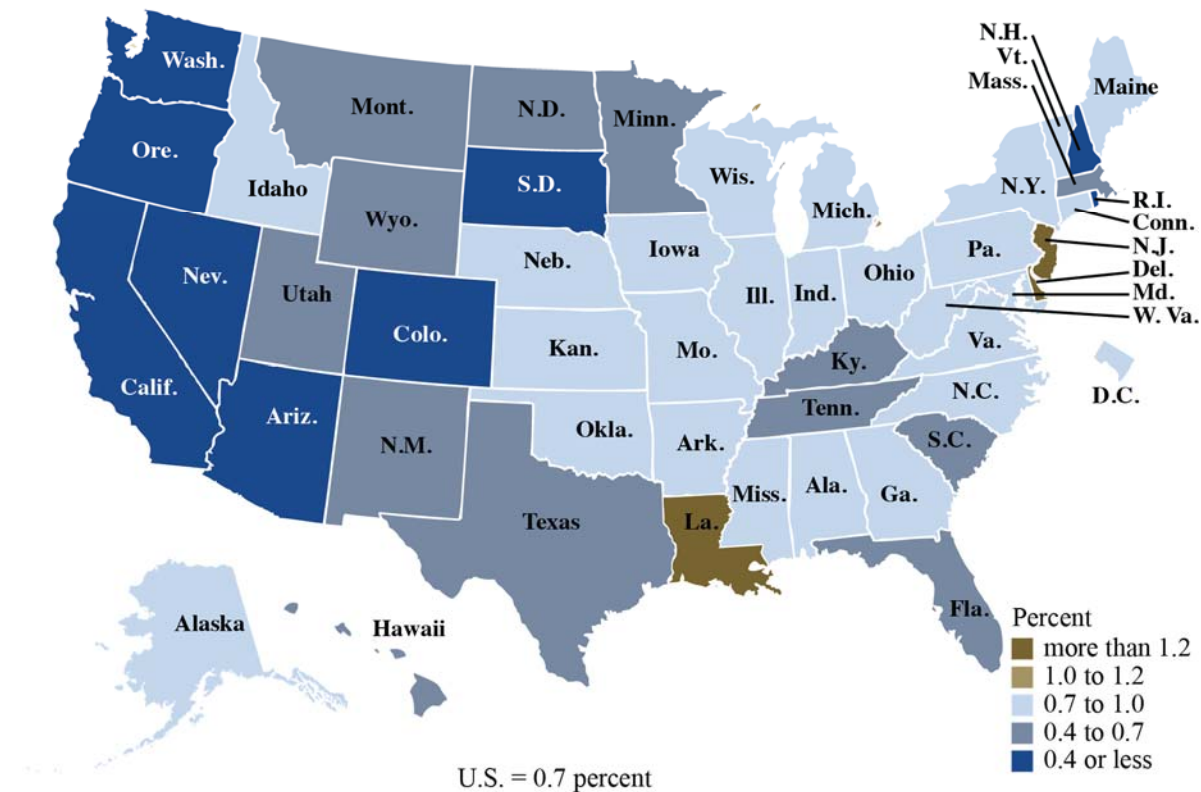 N.H.
Vt.
Mass.
Maine
Wash.
Mont.
N.D.
Minn.
Ore.
Idaho
S.D.
Wis.
N.Y.
R.I.
Conn.
N.J.
Del.
Md.
W. Va.
Wyo.
Mich.
Iowa
Pa.
Neb.
Nev.
Utah
Ill.
Ind.
Ohio
Colo.
Kan.
Mo.
Ky.
Va.
Calif.
Ariz.
N.M.
Okla.
Ark.
Tenn.
N.C.
D.C.
S.C.
Miss.
Ala.
Ga.
Texas
La.
Fla.
Alaska
Hawaii
Percent
more than 1.2
1.0 to 1.2
0.7 to 1.0
0.4 to 0.7
0.4 or less
U.S. = 0.7 percent